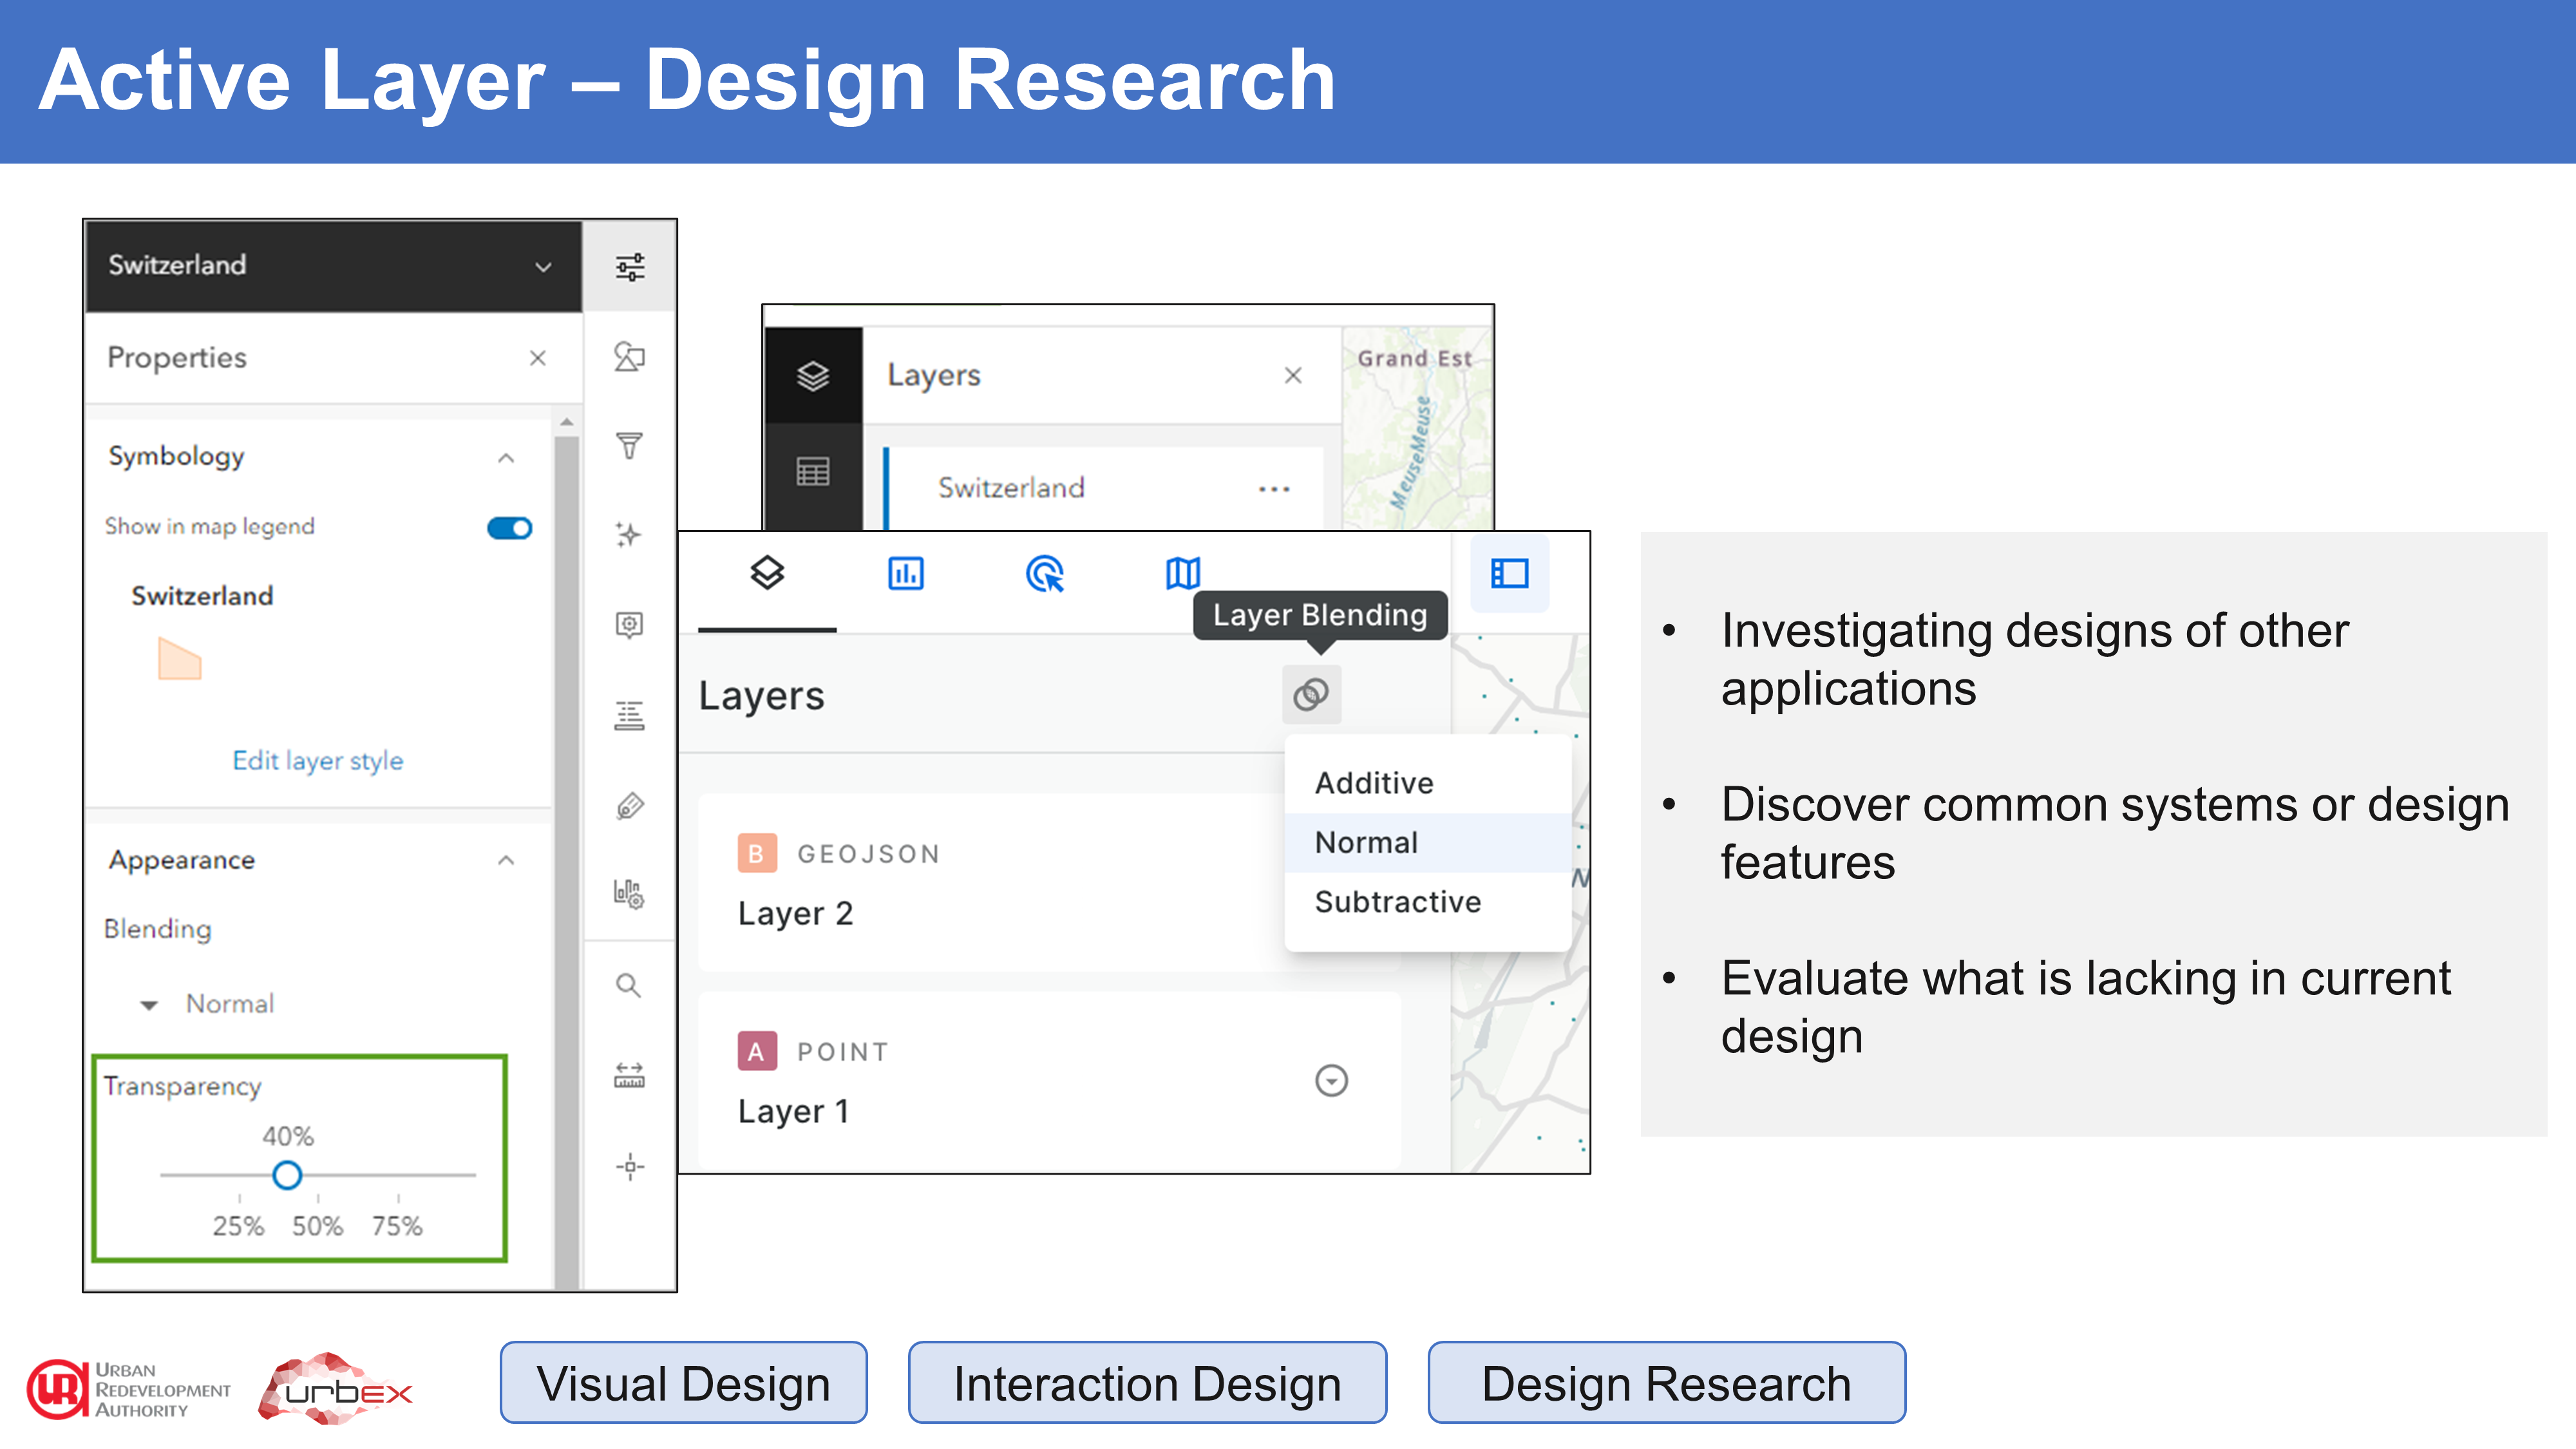 Active Layer – Design Research
Switzerland
Properties
Symbology
Show in map legend
Switzerland
Edit layer style
Appearance
Blending
Normal
Transparency
40%
25% 50% 75%
Layers
Switzerland
Grand Est
MeuseMeuse
Layer Blending
Layers
Additive
Normal
Subtractive
B GEOJSON
Layer 2
A POINT
Layer 1
• Investigating designs of other
applications
• Discover common systems or design
features
• Evaluate what is lacking in current
design
URBAN
REDEVELOPMENT
AUTHORITY
urbex
Visual Design
Interaction Design
Design Research